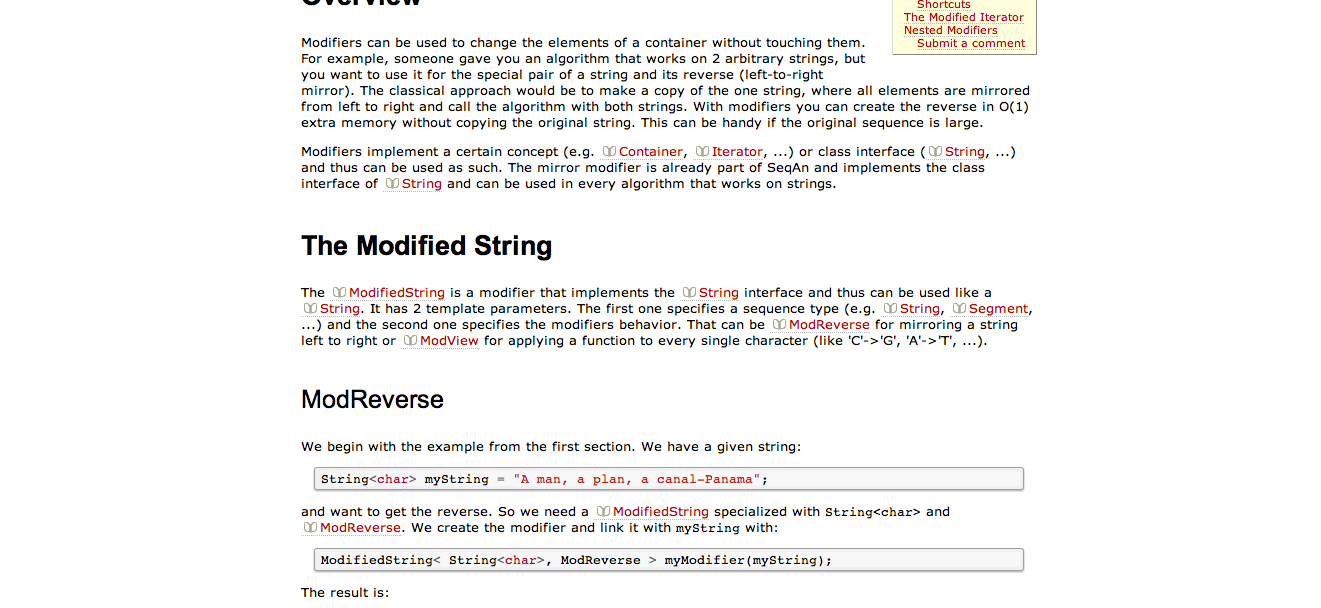 Overview
Shortcuts
The Modified Iterator
Nested Modifiers
Submit a comment
Modifiers can be used to change the elements of a container without touching them.
For example, someone gave you an algorithm that works on 2 arbitrary strings, but
you want to use it for the special pair of a string and its reverse (left-to-right
mirror). The classical approach would be to make a copy of the one string, where all elements are mirrored
from left to right and call the algorithm with both strings. With modifiers you can create the reverse in O(1)
extra memory without copying the original string. This can be handy if the original sequence is large.
Modifiers implement a certain concept (e.g. Container, Iterator, ...) or class interface (String, ...)
and thus can be used as such. The mirror modifier is already part of SeqAn and implements the class
interface of String and can be used in every algorithm that works on strings.
The Modified String
The ModifiedString is a modifier that implements the String interface and thus can be used like a
String. It has 2 template parameters. The first one specifies a sequence type (e.g. String, Segment,
...) and the second one specifies the modifiers behavior. That can be ModReverse for mirroring a string
left to right or ModView for applying a function to every single character (like 'C'->'G', 'A'->'T', ...).
ModReverse
We begin with the example from the first section. We have a given string:
String<char> myString = "A man, a plan, a canal-Panama";
and want to get the reverse. So we need a ModifiedString specialized with String<char> and
ModReverse. We create the modifier and link it with myString with:
ModifiedString< String<char>, ModReverse > myModifier(myString);
The result is: